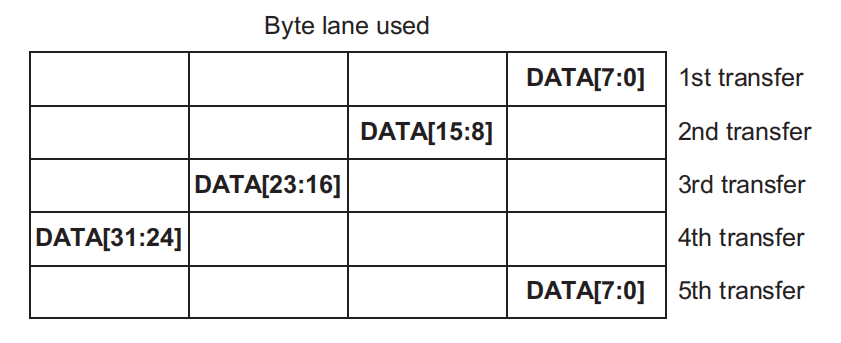 Byte lane used
DATA[7:0] 1st transfer
DATA[15:8] 2nd transfer
DATA[23:16] 3rd transfer
DATA[31:24] 4th transfer
DATA[7:0] 5th transfer